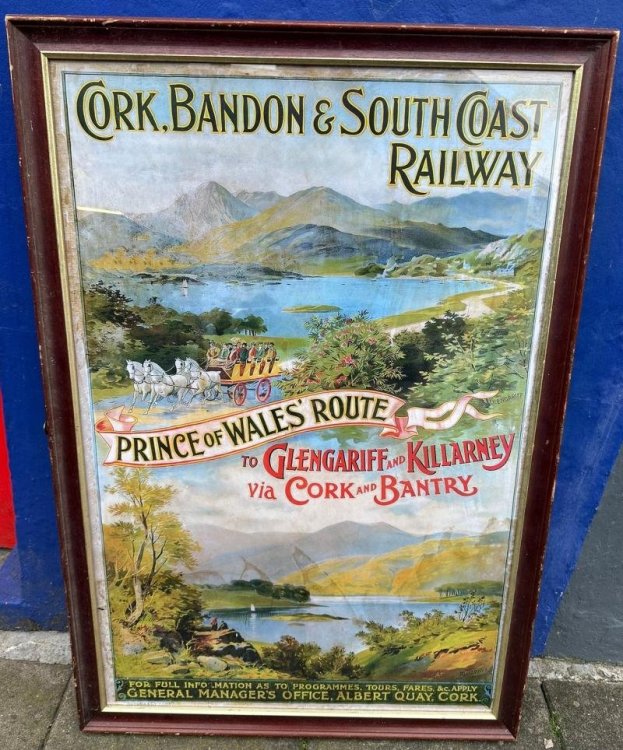 CORK, BANDON & SOUTH COAST
RAILWAY
GLENGARIFF
PRINCE OF WALES' ROUTE
TO GLENGARIFF AND KILLARNEY
Via CORK AND BANTRY.
FOR FULL INFORMATION AS TO PROGRAMMES, TOURS, FARES, &c. APPLY
GENERAL MANAGER'S OFFICE, ALBERT QUAY, CORK.